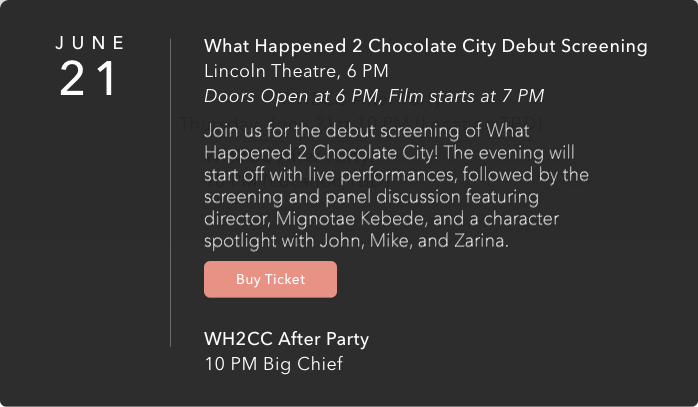 JUNE
21
What Happened 2 Chocolate City Debut Screening
Lincoln Theatre, 6 PM
Doors Open at 6 PM, Film starts at 7 PM
Join us for the debut screening of What
Happened 2 Chocolate City! The evening will
start off with live performances, followed by the
screening and panel discussion featuring
director, Mignotae Kebede, and a character
spotlight with John, Mike, and Zarina.
Buy Ticket
WH2CC After Party
10 PM Big Chief